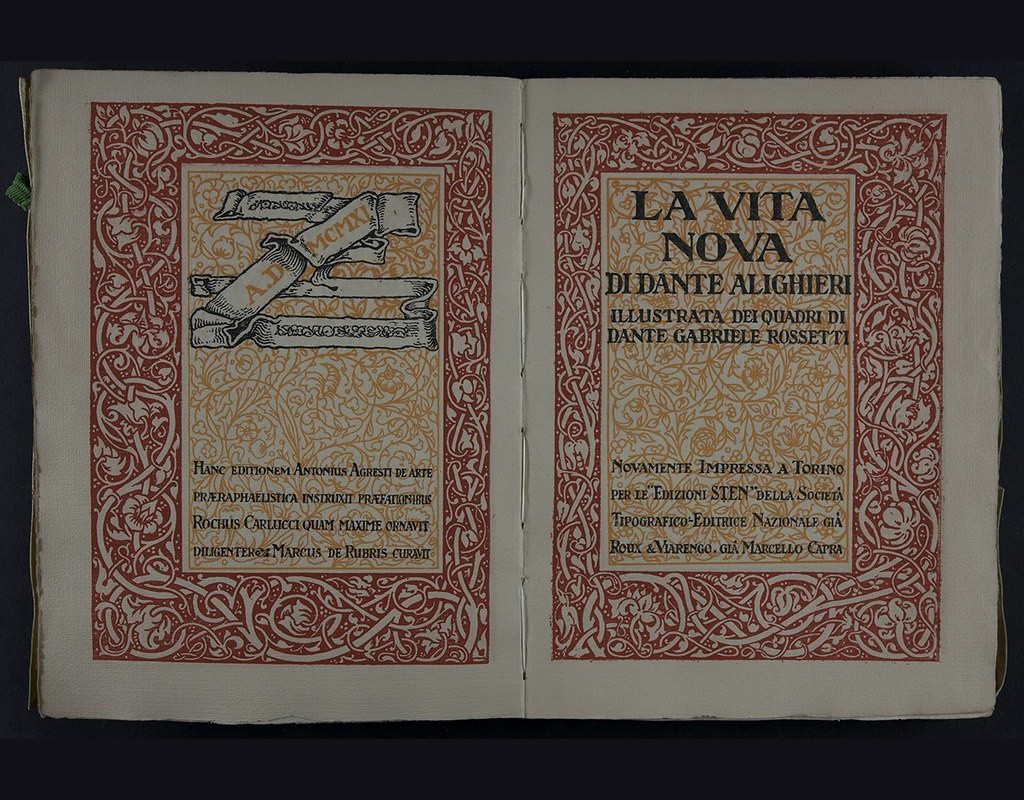 A.D. MCMXI
Hanc editionem Antonius Agresti de arte
præraphaelistica instruxit præfationibus
Rochus Carlucci quam maxime ornavit
diligenter Marcus de Rubris curavit
LA VITA
NOVA
DI DANTE ALIGHIERI
ILLUSTRATA DEI QUADRI DI
DANTE GABRIELE ROSSETTI
Novamente Impressa a Torino
per le "Edizioni STEN" della Società
Tipografico-Editrice Nazionale già
Roux & Viarengo. già Marcello Capra